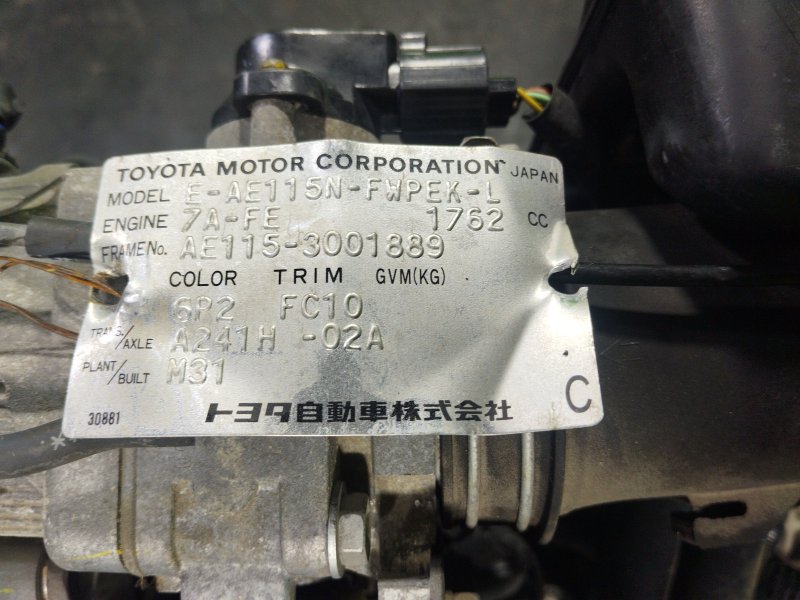 TOYOTA MOTOR CORPORATION JAPAN
MODEL E-AE115N-FWPEK-L
ENGINE 7A-FE 1762 CC
FRAME No. AE115-3001889
COLOR TRIM GVM(KG)
6P2 FC10
TRANS./AXLE A241H -02A
PLANT/BUILT M31
30881 トヨタ自動車株式会社 C